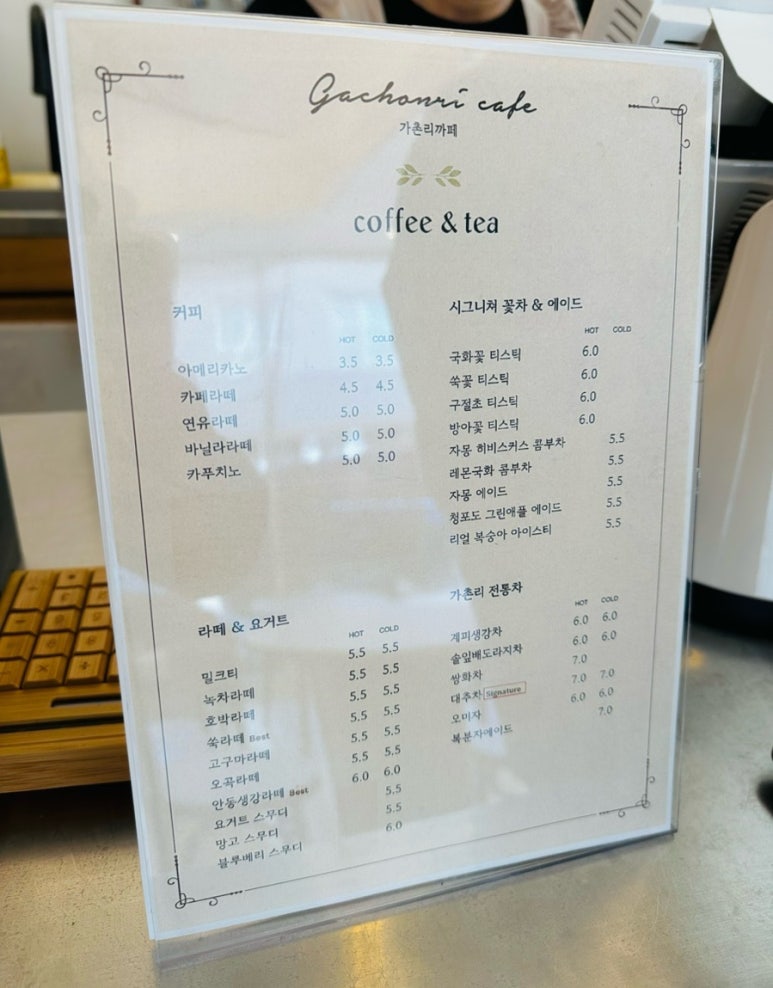 Gachonri cafe
가촌리까페
coffee & tea
커피
HOT COLD
아메리카노 3.5 3.5
카페라떼 4.5 4.5
연유라떼 5.0 5.0
바닐라라떼 5.0 5.0
카푸치노 5.0 5.0
시그니쳐 꽃차 & 에이드
HOT COLD
국화꽃 티스틱 6.0
쑥꽃 티스틱 6.0
구절초 티스틱 6.0
방아꽃 티스틱 6.0
자몽 히비스커스 콤부차 5.5
레몬국화 콤부차 5.5
자몽 에이드 5.5
청포도 그린애플 에이드 5.5
리얼 복숭아 아이스티 5.5
라떼 & 요거트
HOT COLD
밀크티 5.5 5.5
녹차라떼 5.5 5.5
호박라떼 5.5 5.5
쑥라떼 Best 5.5 5.5
고구마라떼 5.5 5.5
오곡라떼 5.5 5.5
안동생강라떼 Best 6.0 6.0
요거트 스무디 5.5
망고 스무디 5.5
블루베리 스무디 6.0
가촌리 전통차
HOT COLD
계피생강차 6.0 6.0
솔잎배도라지차 6.0 6.0
쌍화차 7.0
대추차 Signature 7.0 7.0
오미자 6.0 6.0
복분자에이드 7.0